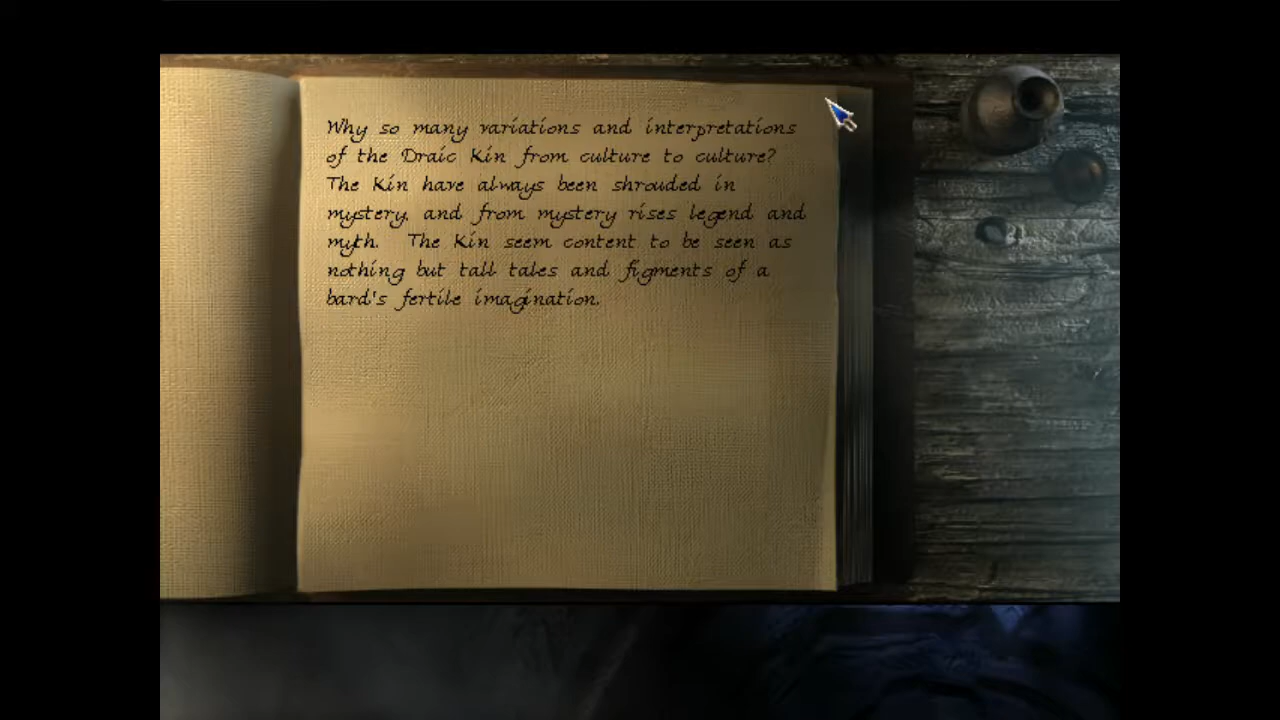 Why so many variations and interpretations
of the Draic Kin from culture to culture?
The Kin have always been shrouded in
mystery, and from mystery rises legend and
myth. The Kin seem content to be seen as
nothing but tall tales and figments of a
bard's fertile imagination.